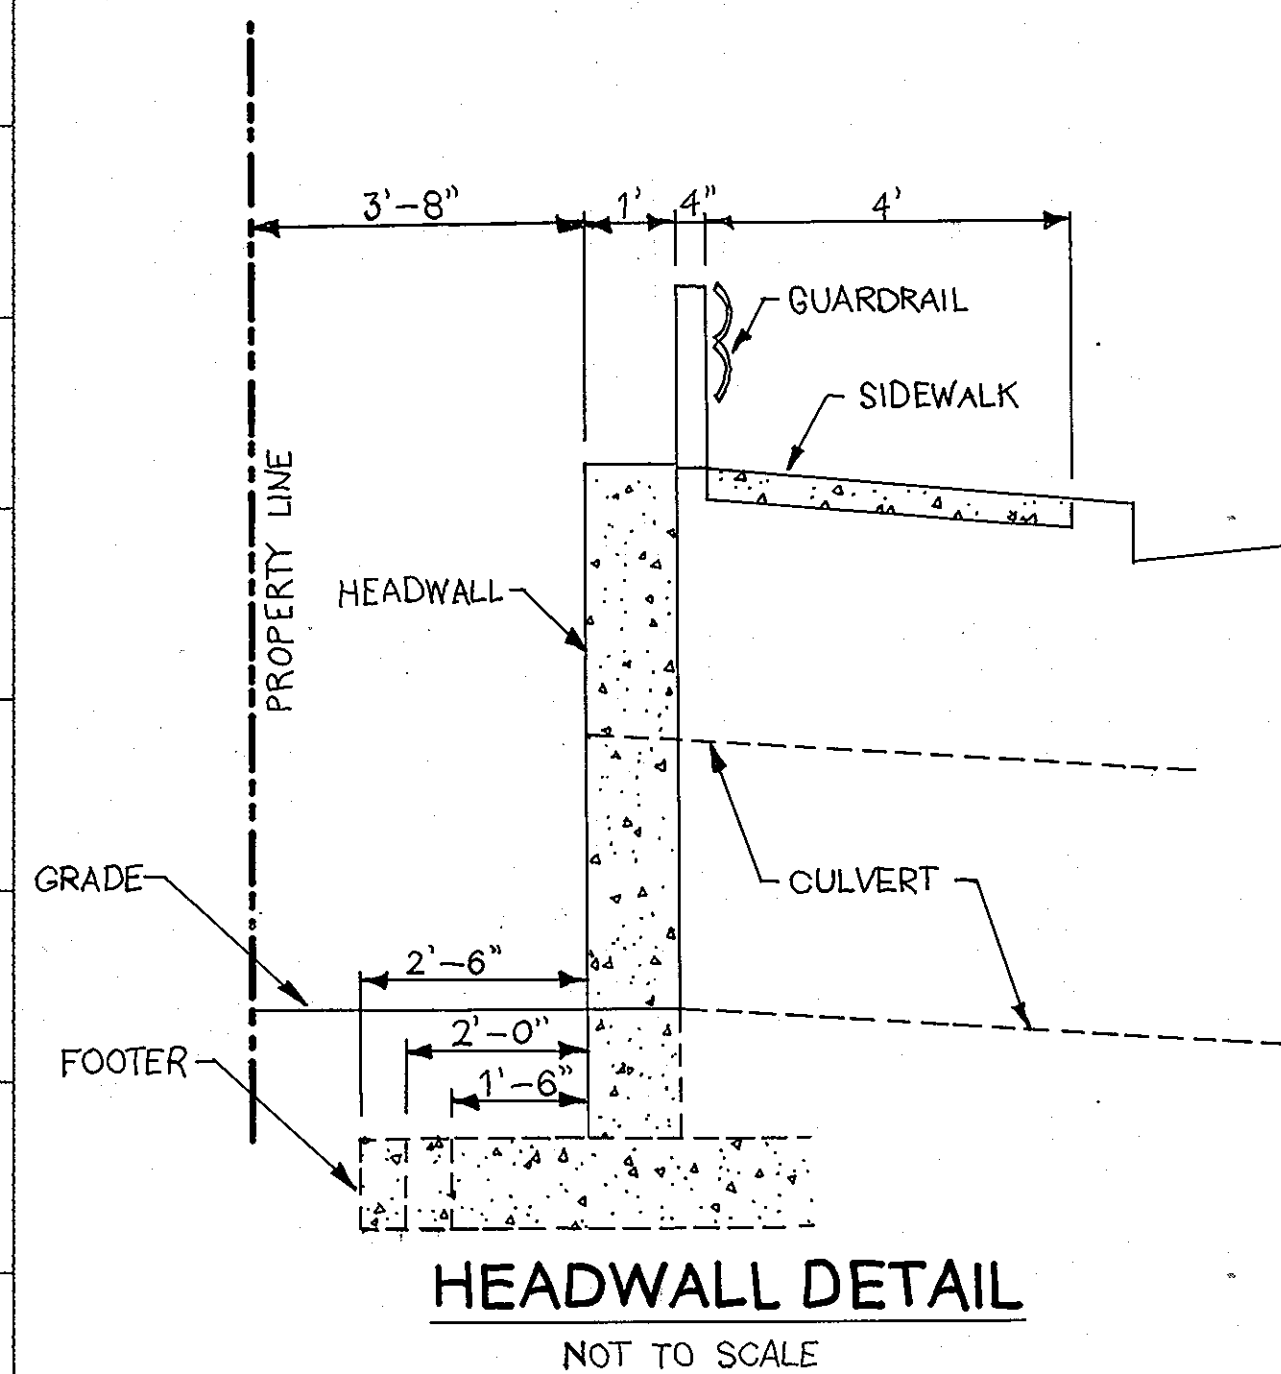 3'-8" 1' 4" 4'
GUARDRAIL
SIDEWALK
PROPERTY LINE
HEADWALL
GRADE
CULVERT
2'-6"
2'-0"
FOOTER
1'-6"
HEADWALL DETAIL
NOT TO SCALE